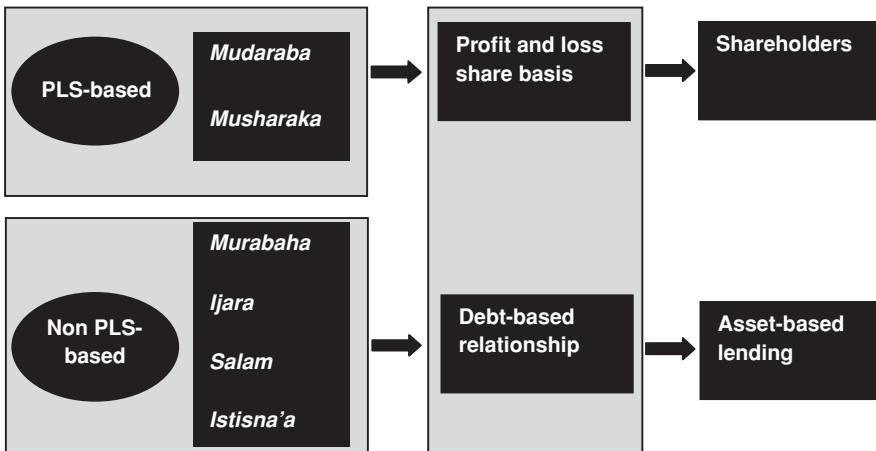 PLS-based
Mudaraba
Musharaka
Profit and loss
share basis
Shareholders
Non PLS-
based
Murabaha
Ijara
Salam
Istisna’a
Debt-based
relationship
Asset-based
lending